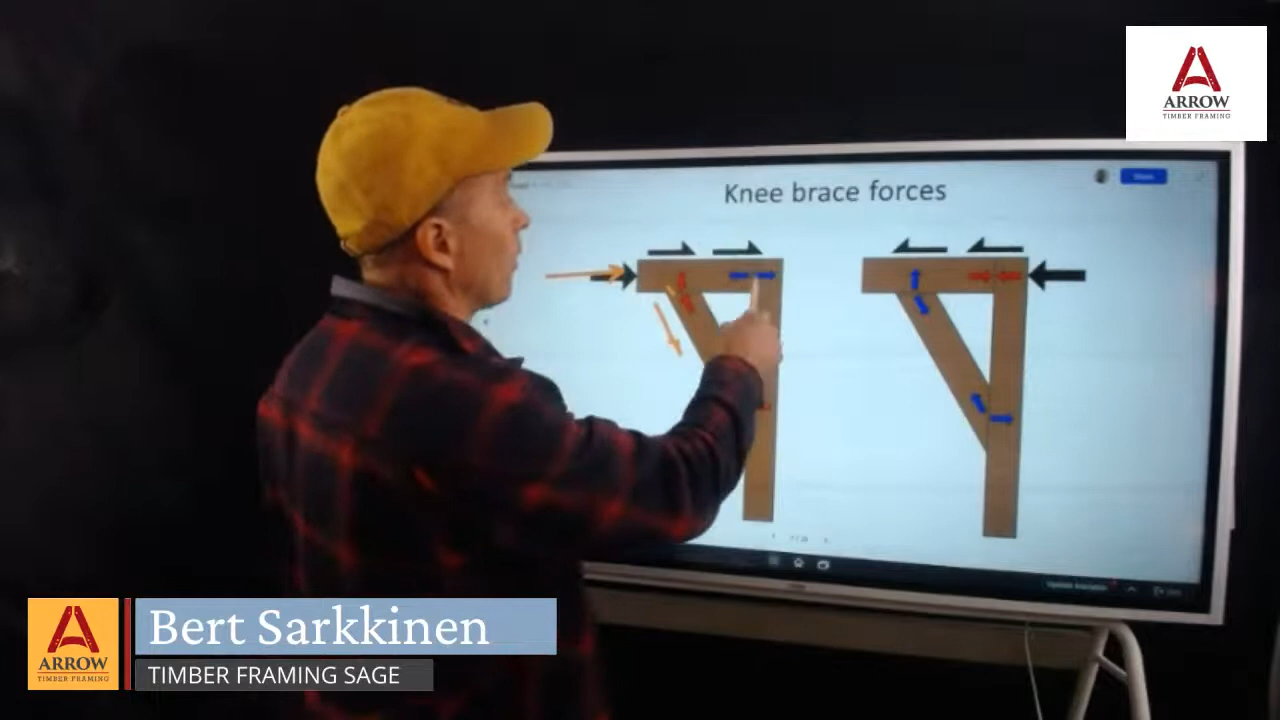 ARROW
TIMBER FRAMING
Knee brace forces
Bert Sarkkinen
TIMBER FRAMING SAGE
ARROW
TIMBER FRAMING